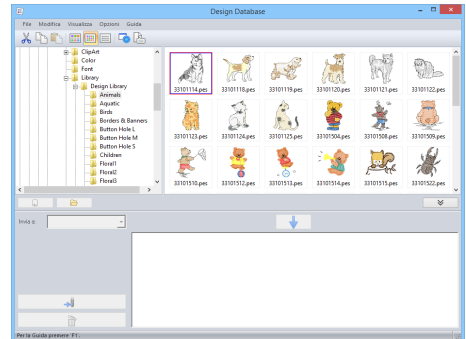 Design Database
File Modifica Visualizza Opzioni Guida
ClipArt
Color
Font
Library
Design Library
Animals
Aquatic
Birds
Borders & Banners
Button Hole L
Button Hole M
Button Hole S
Children
Floral1
Floral2
Floral3
33101114.pes 33101118.pes 33101119.pes 33101120.pes 33101121.pes 33101122.pes
33101123.pes 33101124.pes 33101125.pes 33101504.pes 33101508.pes 33101509.pes
33101510.pes 33101512.pes 33101513.pes 33101514.pes 33101515.pes 33101522.pes
Invia a:
Per la Guida premere 'F1'.